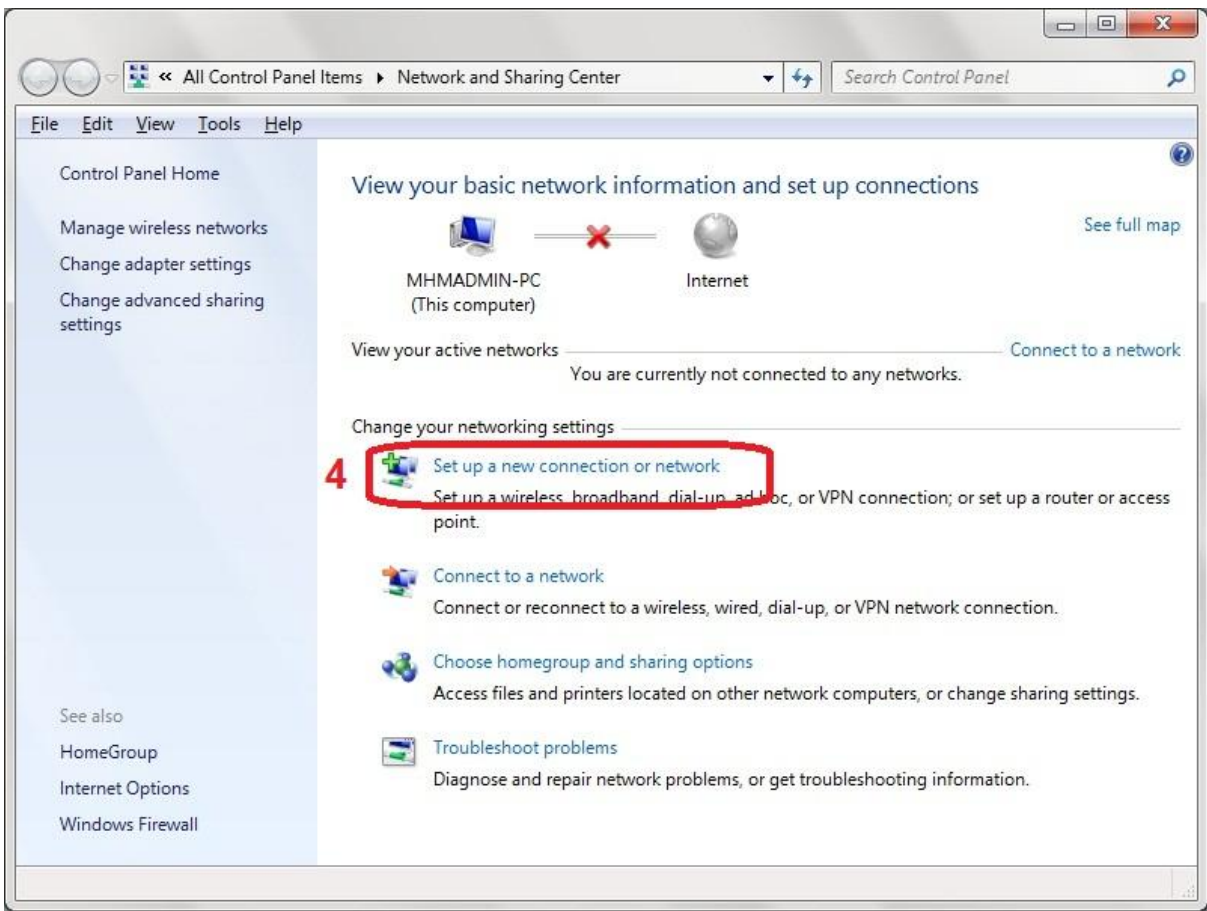 « All Control Panel Items ▸ Network and Sharing Center
Search Control Panel
File Edit View Tools Help
Control Panel Home
Manage wireless networks
Change adapter settings
Change advanced sharing
settings
See also
HomeGroup
Internet Options
Windows Firewall
View your basic network information and set up connections
See full map
MHMADMIN-PC
(This computer)
Internet
View your active networks
Connect to a network
You are currently not connected to any networks.
Change your networking settings
4
Set up a new connection or network
Set up a wireless, broadband, dial-up, ad hoc, or VPN connection; or set up a router or access
point.
Connect to a network
Connect or reconnect to a wireless, wired, dial-up, or VPN network connection.
Choose homegroup and sharing options
Access files and printers located on other network computers, or change sharing settings.
Troubleshoot problems
Diagnose and repair network problems, or get troubleshooting information.